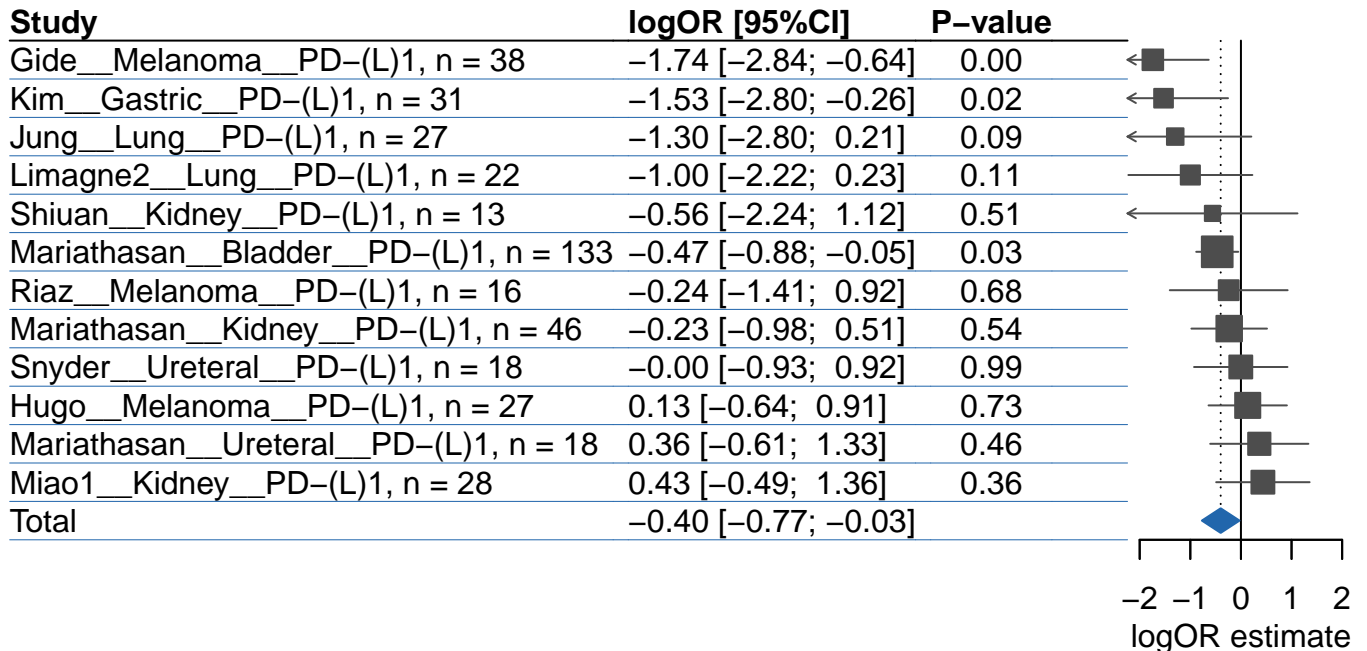 Study logOR [95%CI] P−value
Gide__Melanoma__PD−(L)1, n = 38 −1.74 [−2.84; −0.64] 0.00
Kim__Gastric__PD−(L)1, n = 31 −1.53 [−2.80; −0.26] 0.02
Jung__Lung__PD−(L)1, n = 27 −1.30 [−2.80; 0.21] 0.09
Limagne2__Lung__PD−(L)1, n = 22 −1.00 [−2.22; 0.23] 0.11
Shiuan__Kidney__PD−(L)1, n = 13 −0.56 [−2.24; 1.12] 0.51
Mariathasan__Bladder__PD−(L)1, n = 133 −0.47 [−0.88; −0.05] 0.03
Riaz__Melanoma__PD−(L)1, n = 16 −0.24 [−1.41; 0.92] 0.68
Mariathasan__Kidney__PD−(L)1, n = 46 −0.23 [−0.98; 0.51] 0.54
Snyder__Ureteral__PD−(L)1, n = 18 −0.00 [−0.93; 0.92] 0.99
Hugo__Melanoma__PD−(L)1, n = 27 0.13 [−0.64; 0.91] 0.73
Mariathasan__Ureteral__PD−(L)1, n = 18 0.36 [−0.61; 1.33] 0.46
Miao1__Kidney__PD−(L)1, n = 28 0.43 [−0.49; 1.36] 0.36
Total −0.40 [−0.77; −0.03]
−2 −1 0 1 2
logOR estimate